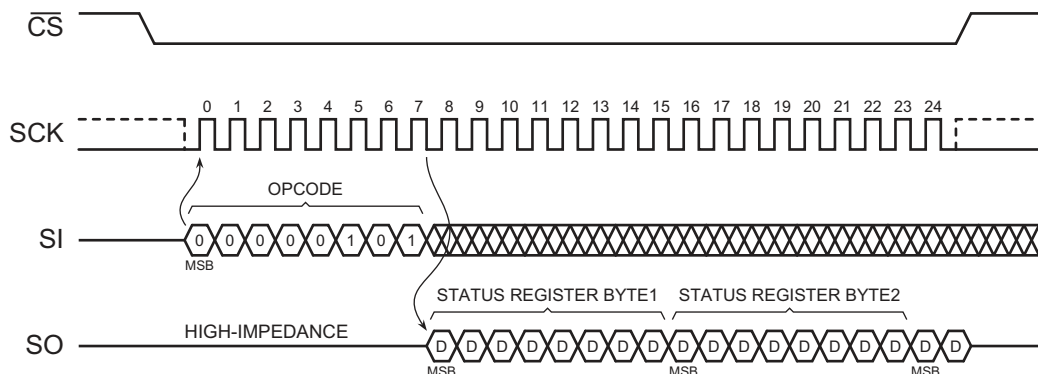 CS
0 1 2 3 4 5 6 7 8 9 10 11 12 13 14 15 16 17 18 19 20 21 22 23 24
SCK
OPCODE
SI 0 0 0 0 0 1 0 1
MSB
STATUS REGISTER BYTE1 STATUS REGISTER BYTE2
HIGH-IMPEDANCE
SO D D D D D D D D D D D D D D D D D D
MSB MSB MSB